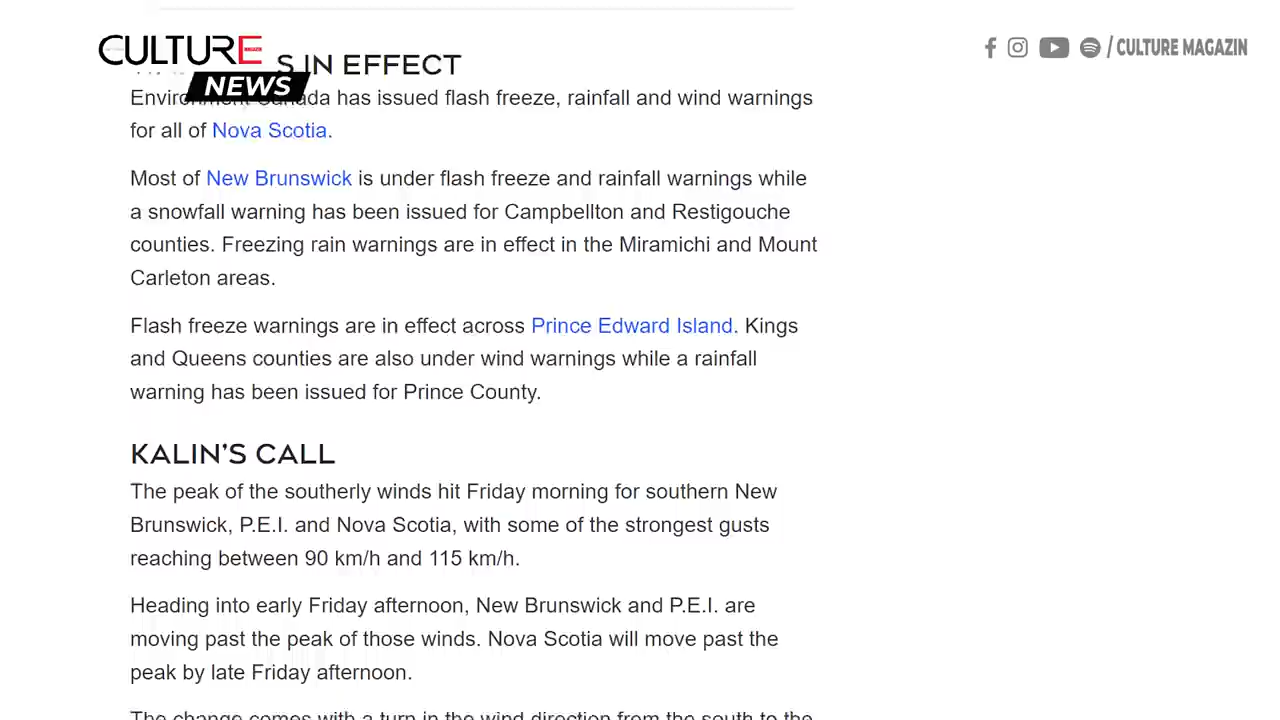 CULTURE
NEWS
/ CULTURE MAGAZIN
S IN EFFECT
Environment Canada has issued flash freeze, rainfall and wind warnings
for all of Nova Scotia.
Most of New Brunswick is under flash freeze and rainfall warnings while
a snowfall warning has been issued for Campbellton and Restigouche
counties. Freezing rain warnings are in effect in the Miramichi and Mount
Carleton areas.
Flash freeze warnings are in effect across Prince Edward Island. Kings
and Queens counties are also under wind warnings while a rainfall
warning has been issued for Prince County.
KALIN'S CALL
The peak of the southerly winds hit Friday morning for southern New
Brunswick, P.E.I. and Nova Scotia, with some of the strongest gusts
reaching between 90 km/h and 115 km/h.
Heading into early Friday afternoon, New Brunswick and P.E.I. are
moving past the peak of those winds. Nova Scotia will move past the
peak by late Friday afternoon.
The change comes with a turn in the wind direction from the south to the